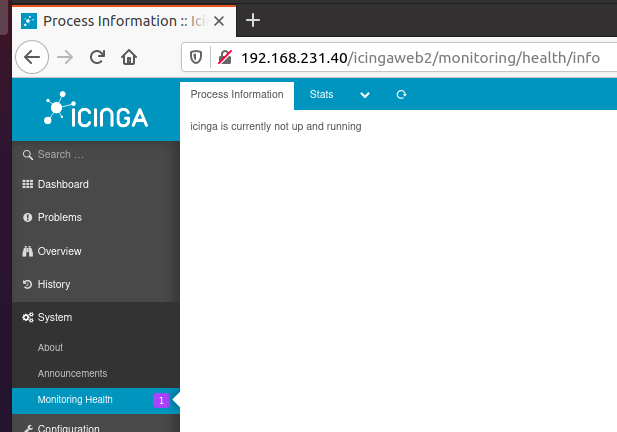 Process Information :: Ici
192.168.231.40/icingaweb2/monitoring/health/info
ICINGA
Process Information
Stats
icinga is currently not up and running
Search ...
Dashboard
Problems
Overview
History
System
About
Announcements
Monitoring Health 1
Configuration